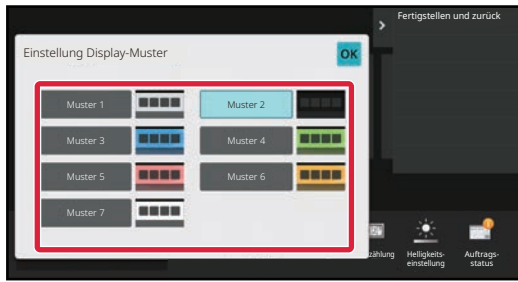 Fertigstellen und zurück
Einstellung Display-Muster
OK
Muster 1
Muster 2
Muster 3
Muster 4
Muster 5
Muster 6
Muster 7
zählung
Helligkeits-
einstellung
Auftrags-
status